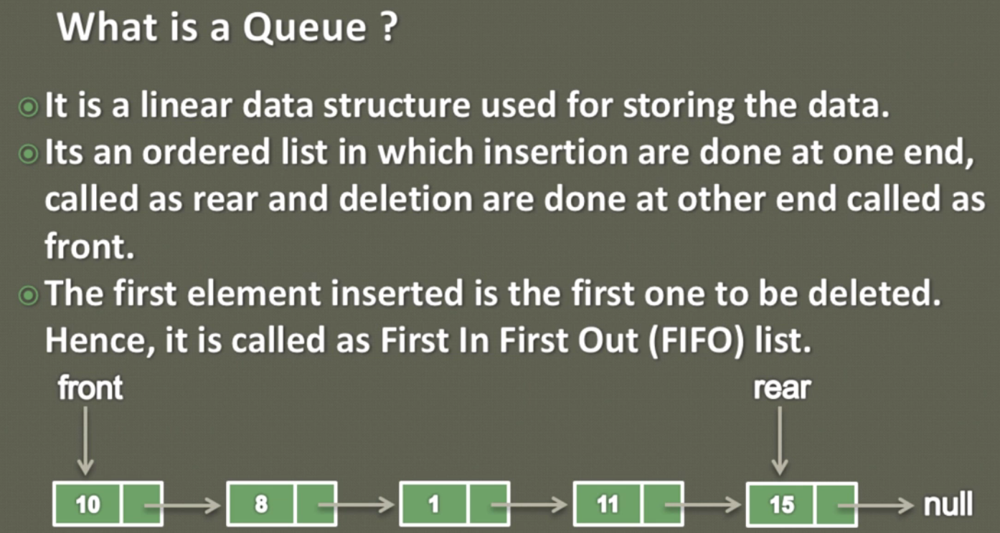 What is a Queue ?
It is a linear data structure used for storing the data.
Its an ordered list in which insertion are done at one end,
called as rear and deletion are done at other end called as
front.
The first element inserted is the first one to be deleted.
Hence, it is called as First In First Out (FIFO) list.
front rear
10 8 1 11 15 null